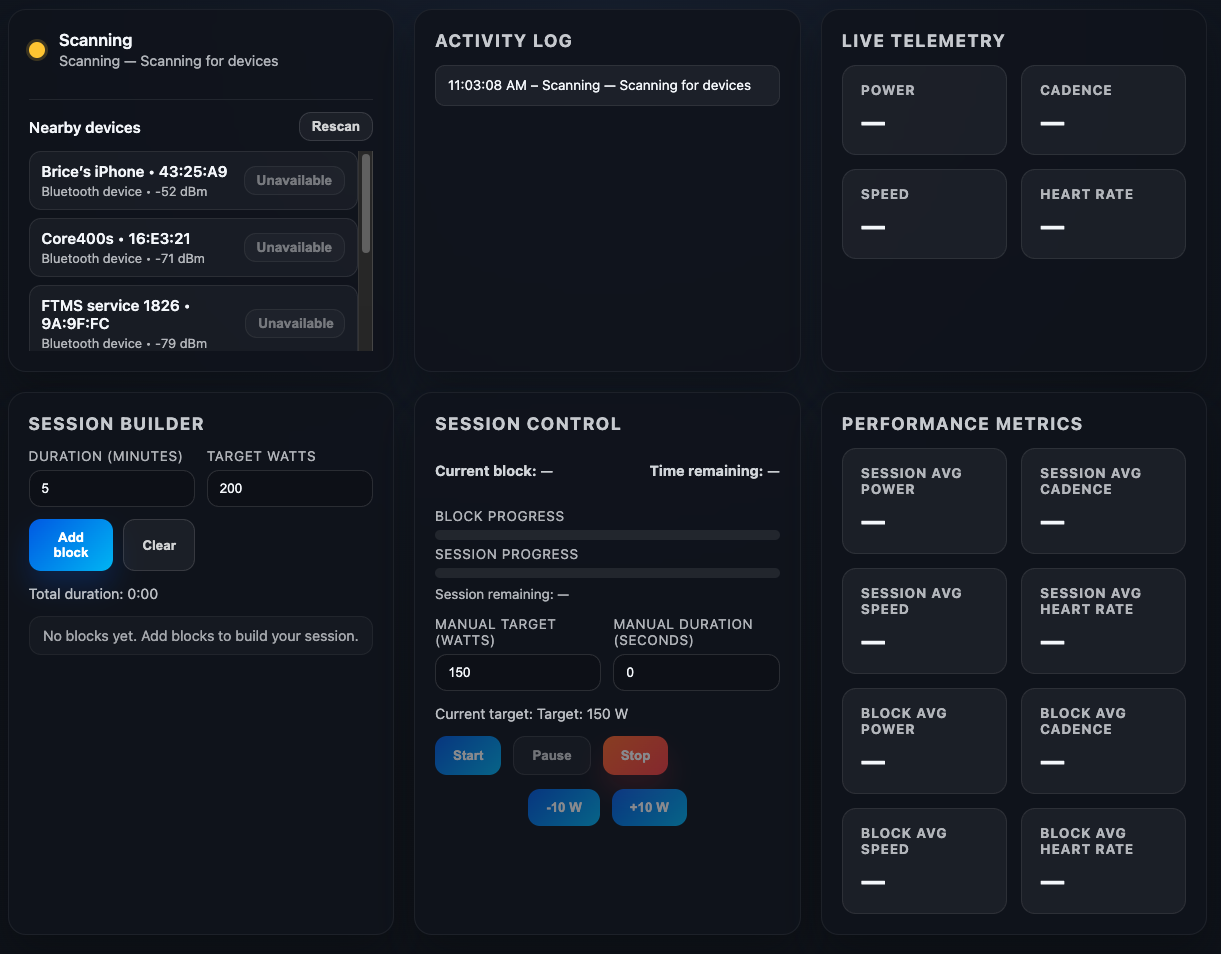 Scanning
Scanning — Scanning for devices
Nearby devices
Rescan
Brice’s iPhone • 43:25:A9
Bluetooth device • -52 dBm
Unavailable
Core400s • 16:E3:21
Bluetooth device • -71 dBm
Unavailable
FTMS service 1826 •
9A:9F:FC
Bluetooth device • -79 dBm
Unavailable
ACTIVITY LOG
11:03:08 AM – Scanning — Scanning for devices
LIVE TELEMETRY
POWER
—
CADENCE
—
SPEED
—
HEART RATE
—
SESSION BUILDER
DURATION (MINUTES)
TARGET WATTS
5
200
Add
block
Clear
Total duration: 0:00
No blocks yet. Add blocks to build your session.
SESSION CONTROL
Current block: —
Time remaining: —
BLOCK PROGRESS
SESSION PROGRESS
Session remaining: —
MANUAL TARGET
(WATTS)
MANUAL DURATION
(SECONDS)
150
0
Current target: Target: 150 W
Start
Pause
Stop
-10 W
+10 W
PERFORMANCE METRICS
SESSION AVG
POWER
—
SESSION AVG
CADENCE
—
SESSION AVG
SPEED
—
SESSION AVG
HEART RATE
—
BLOCK AVG
POWER
—
BLOCK AVG
CADENCE
—
BLOCK AVG
SPEED
—
BLOCK AVG
HEART RATE
—